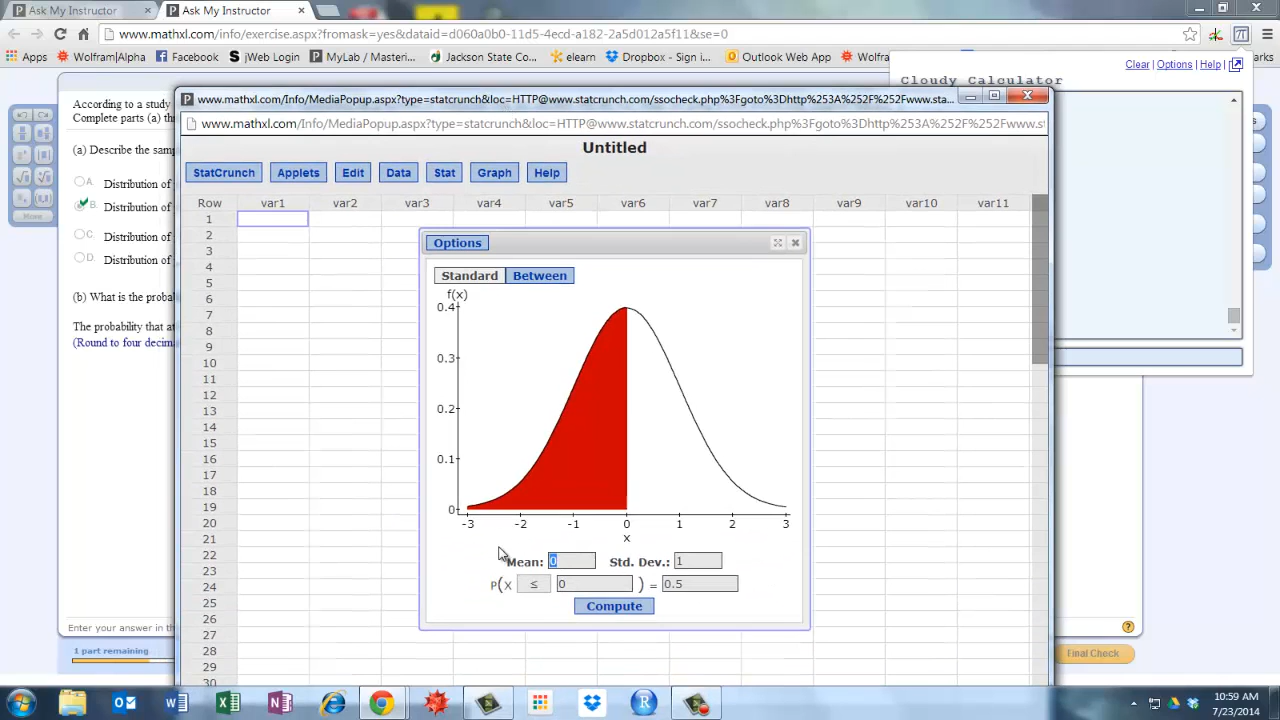 Ask My Instructor × Ask My Instructor ×
www.mathxl.com/info/exercise.aspx?fromask=yes&dataid=d060a0b0-11d5-4ecd-a182-2a5d012a5f11&se=0
Apps Wolfram|Alpha Facebook jWeb Login MyLab / Masterin... Jackson State Co... elearn Dropbox - Sign i... Outlook Web App Wolfra
Clear | Options | Help |
Cloudy Calculator
According to a study
Complete parts (a) thr
(a) Describe the samp
A. Distribution of
B. Distribution of
C. Distribution of
D. Distribution of
(b) What is the probab
The probability that at
(Round to four decim
More
Enter your answer in th
1 part remaining
Final Check
www.mathxl.com/Info/MediaPopup.aspx?type=statcrunch&loc=HTTP@www.statcrunch.com/ssocheck.php%3Fgoto%3Dhttp%253A%252F%252Fwww.sta...
www.mathxl.com/Info/MediaPopup.aspx?type=statcrunch&loc=HTTP@www.statcrunch.com/ssocheck.php%3Fgoto%3Dhttp%253A%252F%252Fwww.st
Untitled
StatCrunch Applets Edit Data Stat Graph Help
Row var1 var2 var3 var4 var5 var6 var7 var8 var9 var10 var11
1
2
3
4
5
6
7
8
9
10
11
12
13
14
15
16
17
18
19
20
21
22
23
24
25
26
27
28
29
30
Options
Standard Between
f(x)
0.4
0.3
0.2
0.1
0
-3 -2 -1 0 1 2 3
x
Mean: 0 Std. Dev.: 1
P(X ≤ 0 ) = 0.5
Compute
10:59 AM
7/23/2014